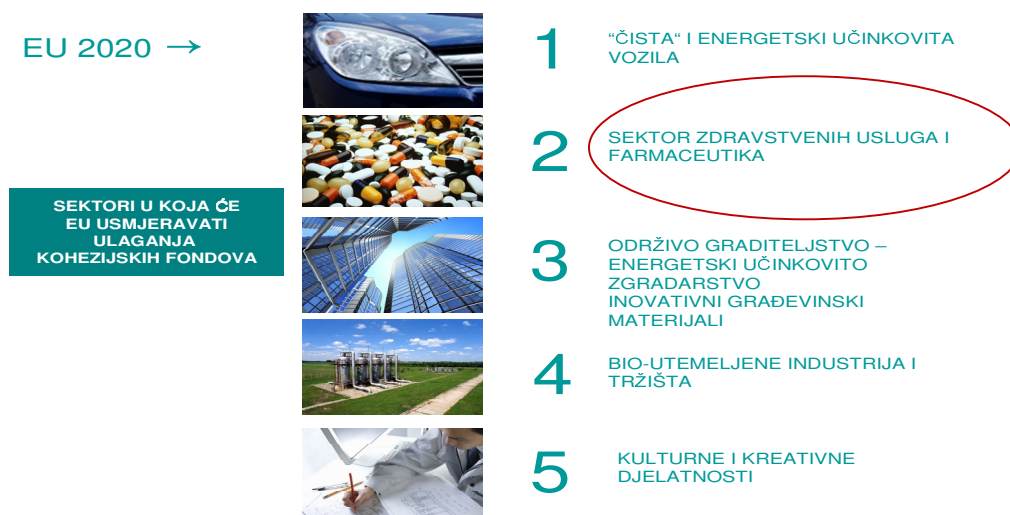 EU 2020 →
SEKTORI U KOJA ĆE
EU USMJERAVATI
ULAGANJA
KOHEZIJSKIH FONDOVA
1
“ČISTA“ I ENERGETSKI UČINKOVITA
VOZILA
2
SEKTOR ZDRAVSTVENIH USLUGA I
FARMACEUTIKA
3
ODRŽIVO GRADITELJSTVO –
ENERGETSKI UČINKOVITO
ZGRADARSTVO
INOVATIVNI GRAĐEVINSKI
MATERIJALI
4
BIO-UTEMELJENE INDUSTRIJA I
TRŽIŠTA
5
KULTURNE I KREATIVNE
DJELATNOSTI